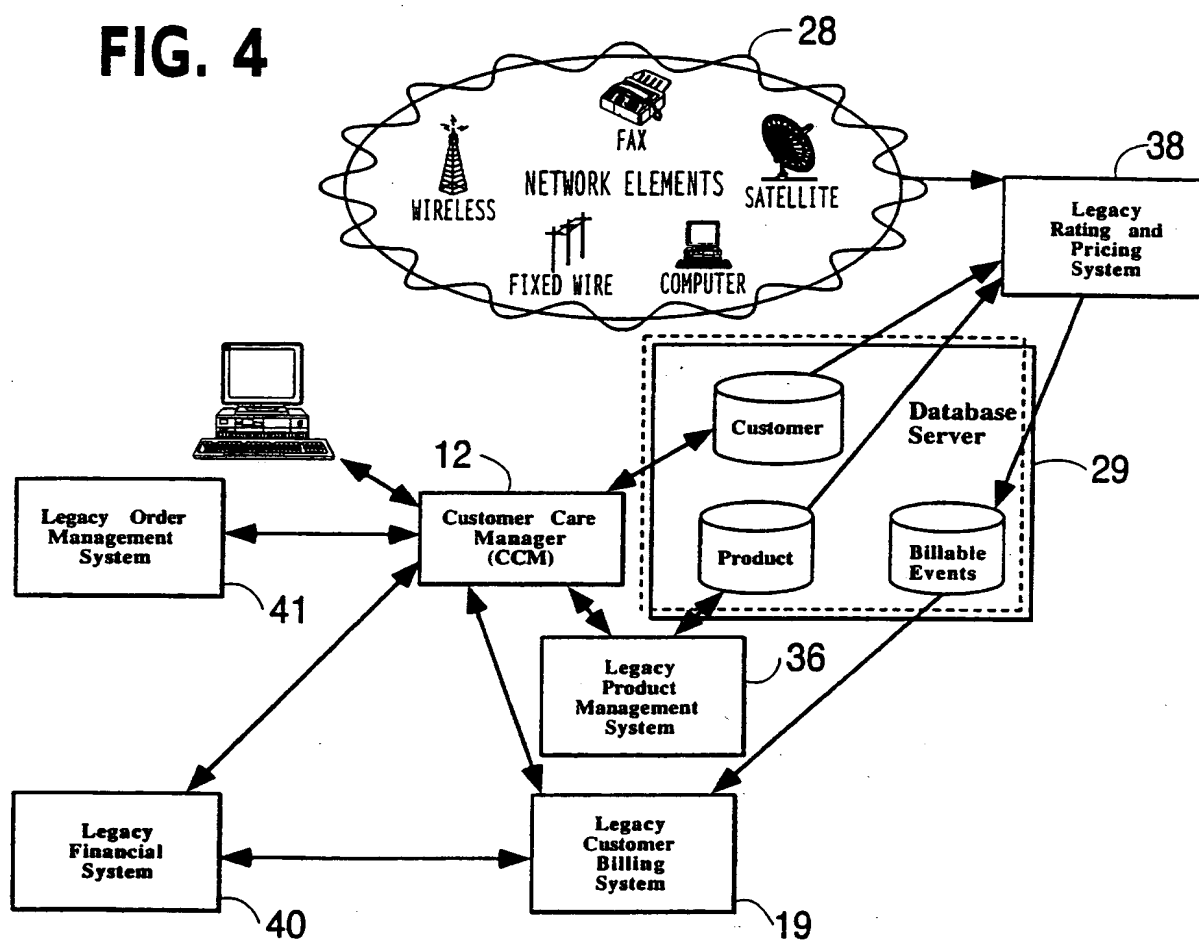 FIG. 4
28
FAX
WIRELESS
NETWORK ELEMENTS
SATELLITE
FIXED WIRE
COMPUTER
38
Legacy
Rating and
Pricing
System
Customer
Database
Server
29
Product
Billable
Events
12
Customer Care
Manager
(CCM)
Legacy Order
Management
System
41
Legacy
Product
Management
System
36
Legacy
Financial
System
40
Legacy
Customer
Billing
System
19